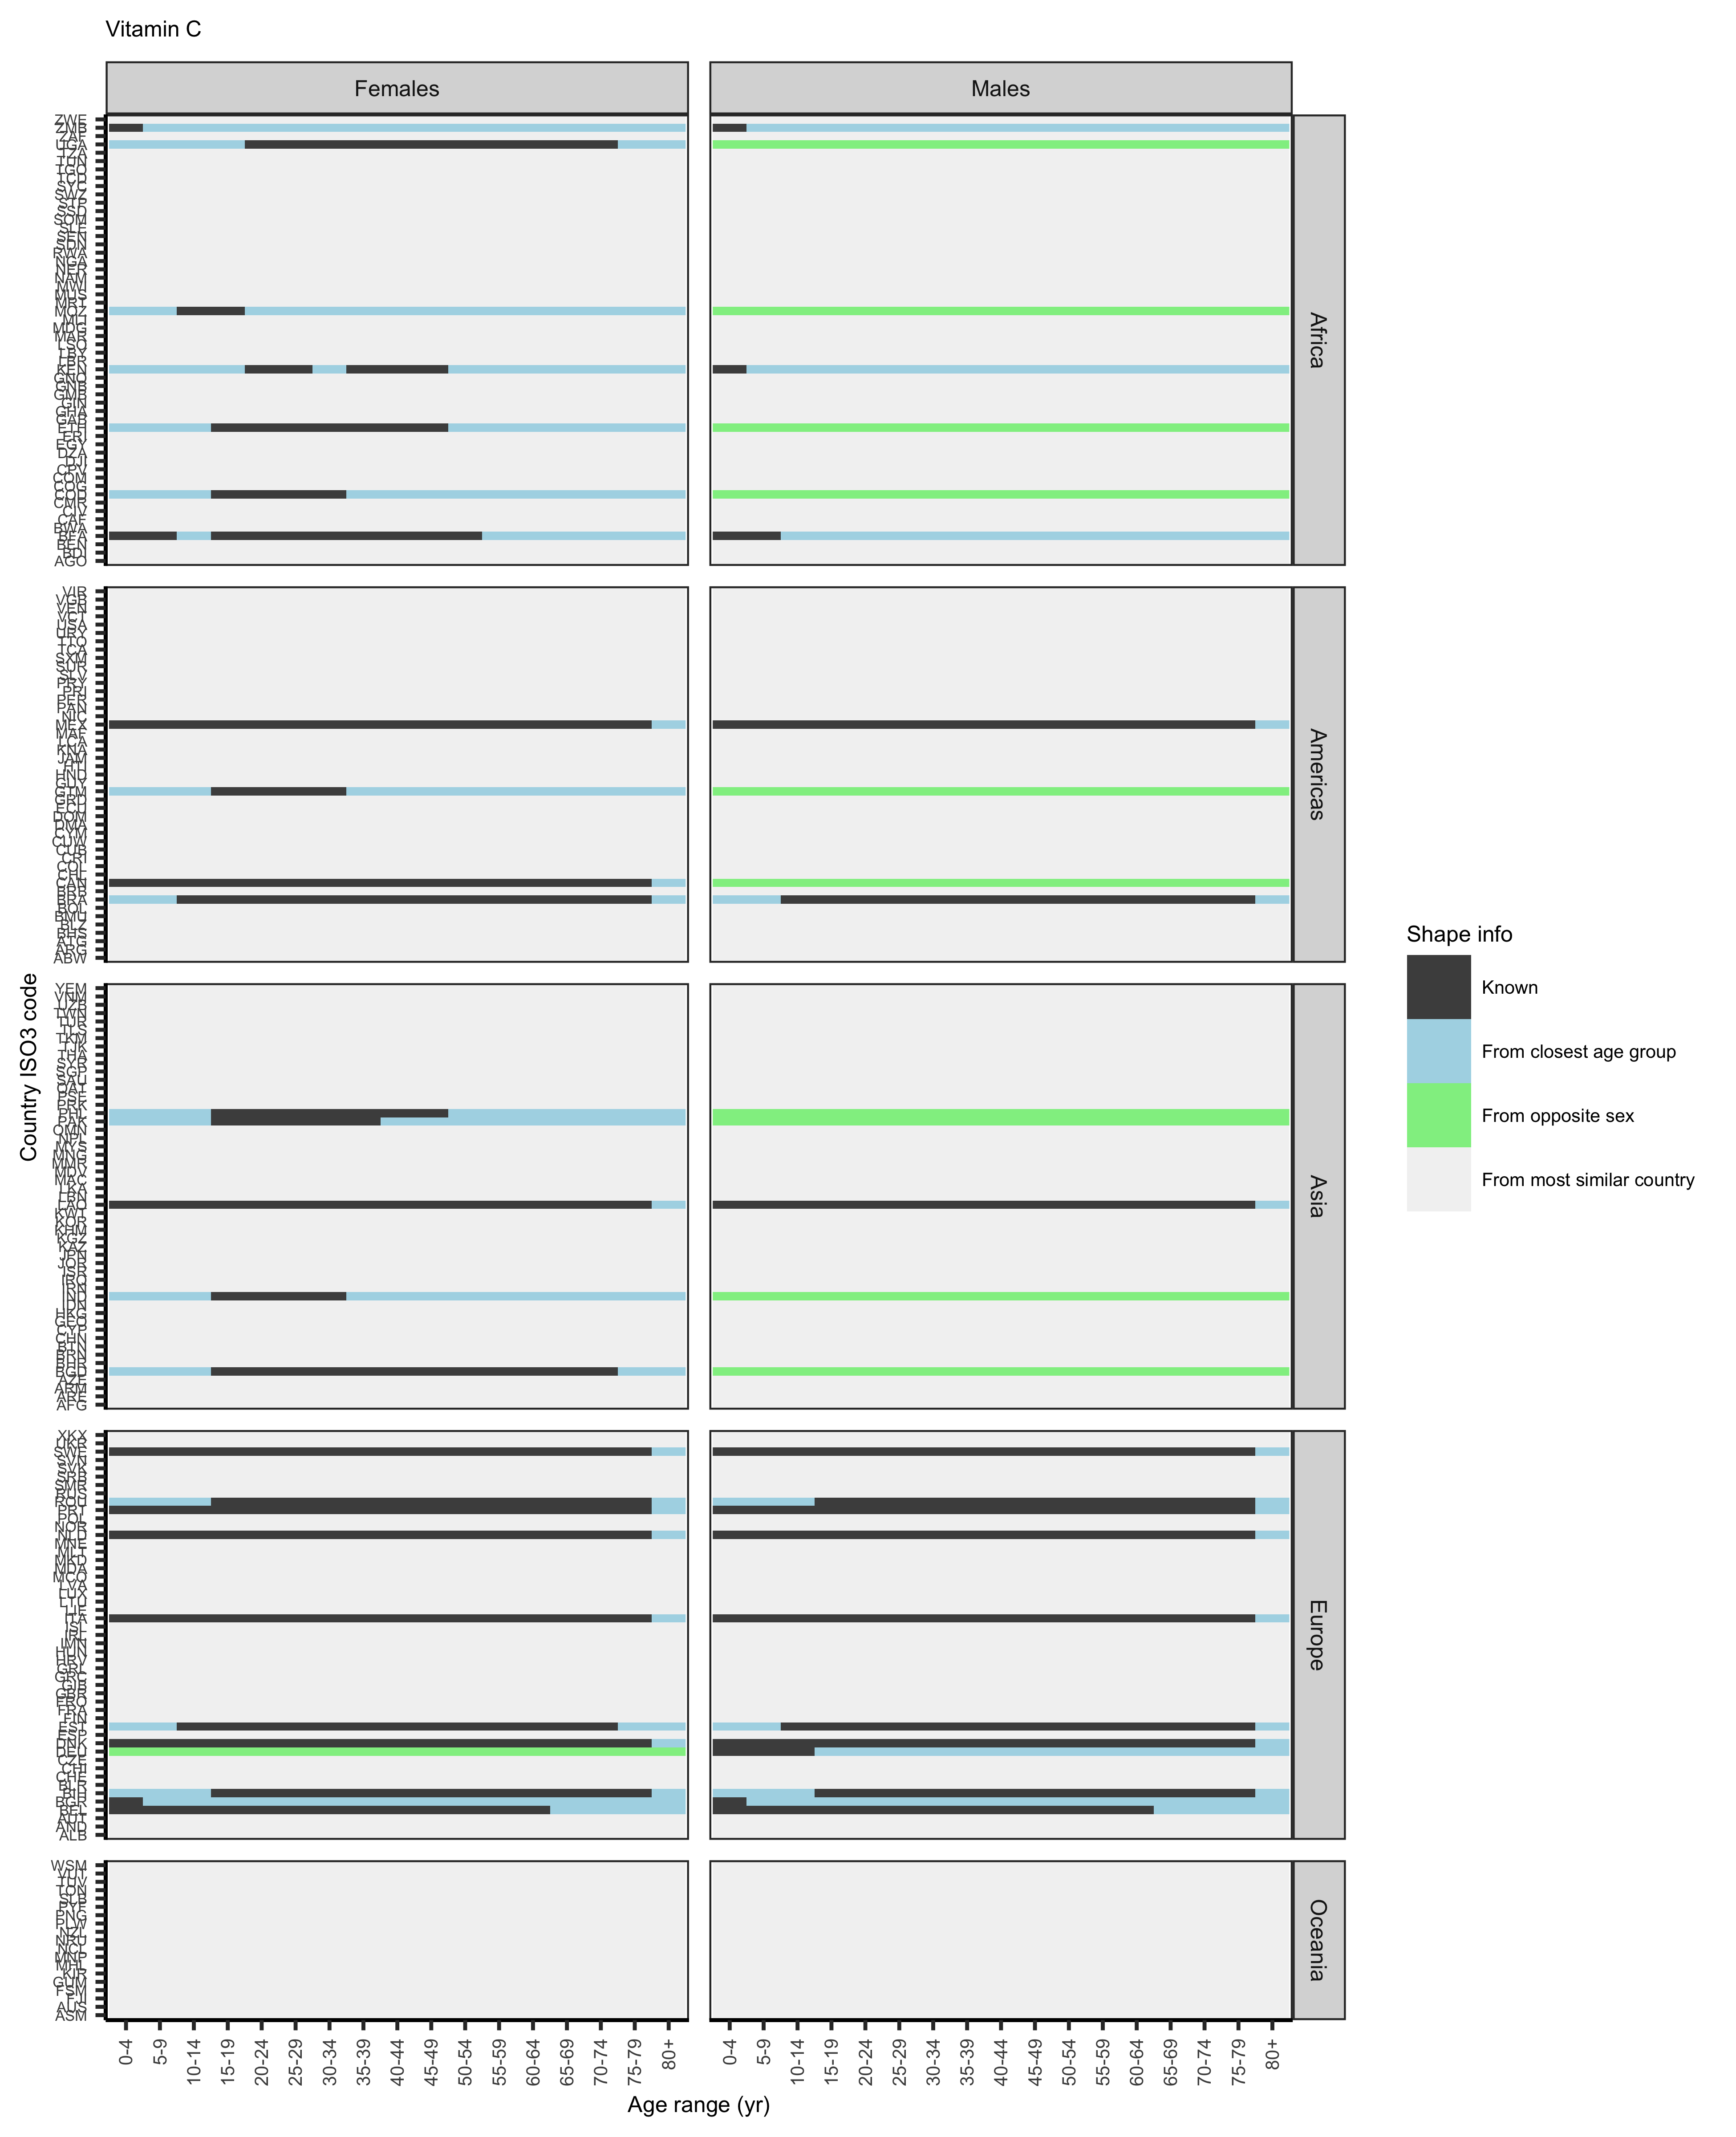 Vitamin C
Females
Males
ZWE
ZMB
ZAF
UGA
TZA
TUN
TGO
TCD
SYC
SWZ
STP
SSD
SOM
SLE
SEN
SDN
RWA
NGA
NER
NAM
MWI
MUS
MRT
MOZ
MLI
MDG
MAR
LSO
LBY
LBR
KEN
GNQ
GNB
GMB
GIN
GHA
GAB
ETH
ERI
EGY
DZA
DJI
CPV
COM
COG
COD
CMR
CIV
CAF
BWA
BFA
BEN
BDI
AGO
Africa
VIR
VGB
VEN
VCT
USA
URY
TTO
TCA
SXM
SUR
SLV
PRY
PRI
PER
PAN
NIC
MEX
MAF
LCA
KNA
JAM
HTI
HND
GUY
GTM
GRD
ECU
DOM
DMA
CYM
CUW
CUB
CRI
COL
CHL
CAN
BRB
BRA
BOL
BMU
BLZ
BHS
ATG
ARG
ABW
Americas
YEM
VNM
UZB
TWN
TUR
TLS
TKM
TJK
THA
SYR
SGP
SAU
QAT
PSE
PRK
PHL
PAK
OMN
NPL
MYS
MNG
MMR
MDV
MAC
LKA
LBN
LAO
KWT
KOR
KHM
KGZ
KAZ
JPN
JOR
ISR
IRQ
IRN
IND
IDN
HKG
GEO
CYP
CHN
BTN
BRN
BHR
BGD
AZE
ARM
ARE
AFG
Asia
XKX
UKR
SWE
SVN
SVK
SRB
SMR
RUS
ROU
PRT
POL
NOR
NLD
MNE
MLT
MKD
MDA
MCO
LVA
LUX
LTU
LIE
ITA
ISL
IRL
IMN
HUN
HRV
GRL
GRC
GIB
GBR
FRO
FRA
FIN
EST
ESP
DNK
DEU
CZE
CHI
CHE
BLR
BIH
BGR
BEL
AUT
AND
ALB
Europe
WSM
VUT
TUV
TON
SLB
PYF
PNG
PLW
NZL
NRU
NCL
MNP
MHL
KIR
GUM
FSM
FJI
AUS
ASM
Oceania
Country ISO3 code
0-4 5-9 10-14 15-19 20-24 25-29 30-34 35-39 40-44 45-49 50-54 55-59 60-64 65-69 70-74 75-79 80+
0-4 5-9 10-14 15-19 20-24 25-29 30-34 35-39 40-44 45-49 50-54 55-59 60-64 65-69 70-74 75-79 80+
Age range (yr)
Shape info
Known
From closest age group
From opposite sex
From most similar country